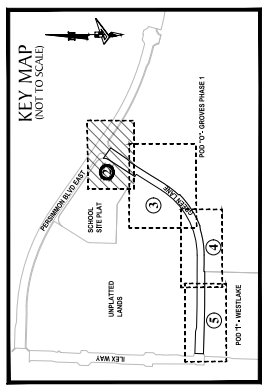 KEY MAP
(NOT TO SCALE)
N
PERSIMMON BLVD EAST
SCHOOL
SITE PLAT
UNPLATTED
LANDS
ILEX WAY
2
3
4
5
GREEN LANE
POD "O"- GROVES PHASE 1
POD "I" - WESTLAKE